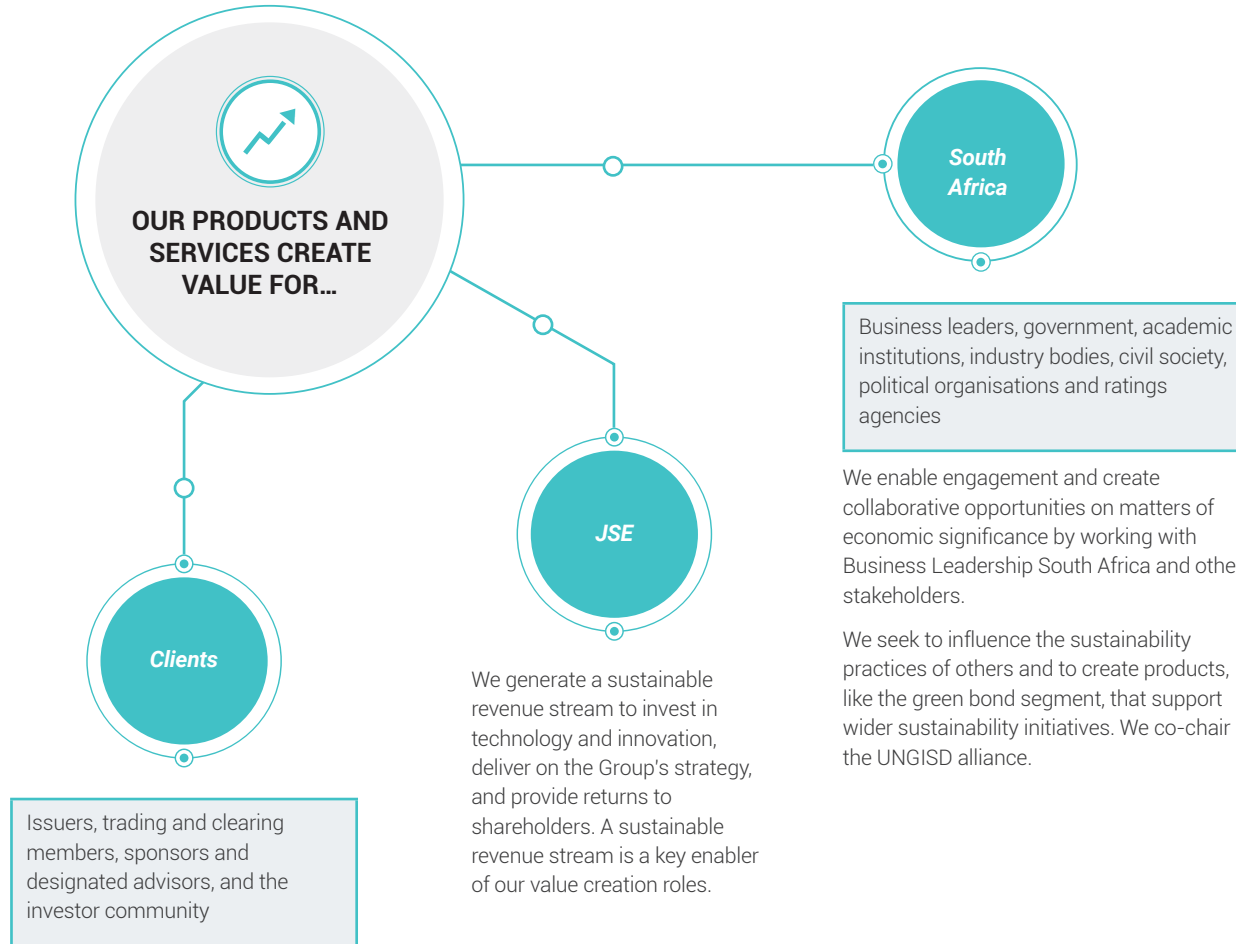 OUR PRODUCTS AND
SERVICES CREATE
VALUE FOR…
South
Africa
Business leaders, government, academic
institutions, industry bodies, civil society,
political organisations and ratings
agencies
We enable engagement and create
collaborative opportunities on matters of
economic significance by working with
Business Leadership South Africa and othe
stakeholders.
We seek to influence the sustainability
practices of others and to create products,
like the green bond segment, that support
wider sustainability initiatives. We co-chair
the UNGISD alliance.
JSE
We generate a sustainable
revenue stream to invest in
technology and innovation,
deliver on the Group's strategy,
and provide returns to
shareholders. A sustainable
revenue stream is a key enabler
of our value creation roles.
Clients
Issuers, trading and clearing
members, sponsors and
designated advisors, and the
investor community